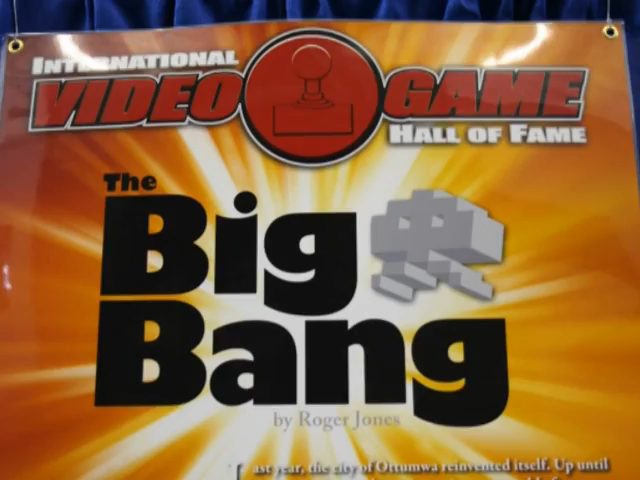 INTERNATIONAL
VIDEO GAME
HALL OF FAME
The
Big
Bang
by Roger Jones
ast year, the city of Ottumwa reinvented itself. Up until